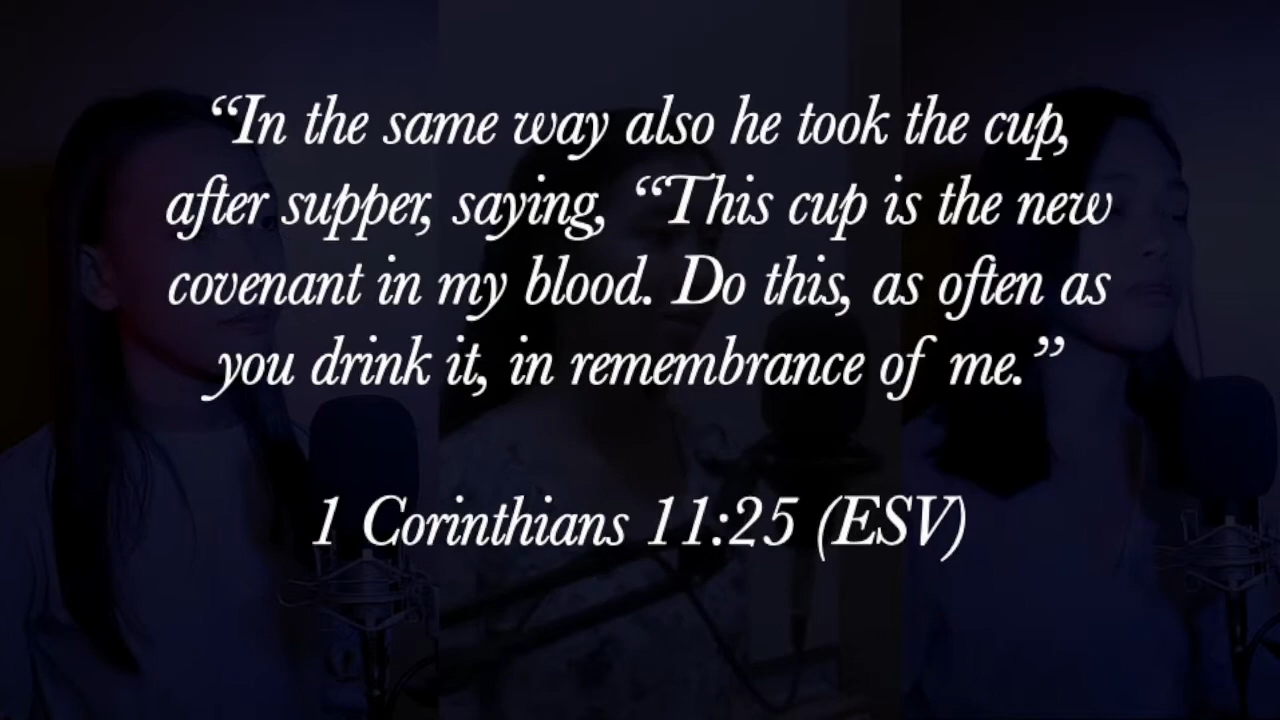 “In the same way also he took the cup,
after supper, saying, “This cup is the new
covenant in my blood. Do this, as often as
you drink it, in remembrance of me.”
1 Corinthians 11:25 (ESV)